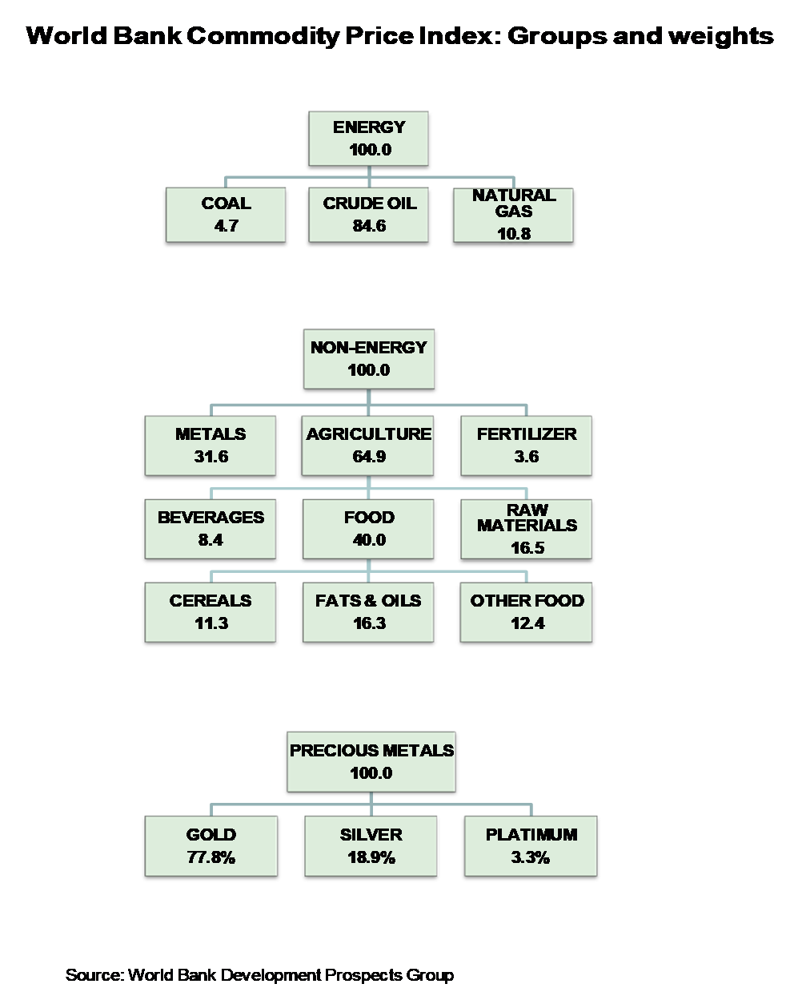 World Bank Commodity Price Index: Groups and weights
ENERGY
100.0
COAL
4.7
CRUDE OIL
84.6
NATURAL
GAS
10.8
NON-ENERGY
100.0
METALS
31.6
AGRICULTURE
64.9
FERTILIZER
3.6
BEVERAGES
8.4
FOOD
40.0
RAW
MATERIALS
16.5
CEREALS
11.3
FATS & OILS
16.3
OTHER FOOD
12.4
PRECIOUS METALS
100.0
GOLD
77.8%
SILVER
18.9%
PLATIMUM
3.3%
Source: World Bank Development Prospects Group